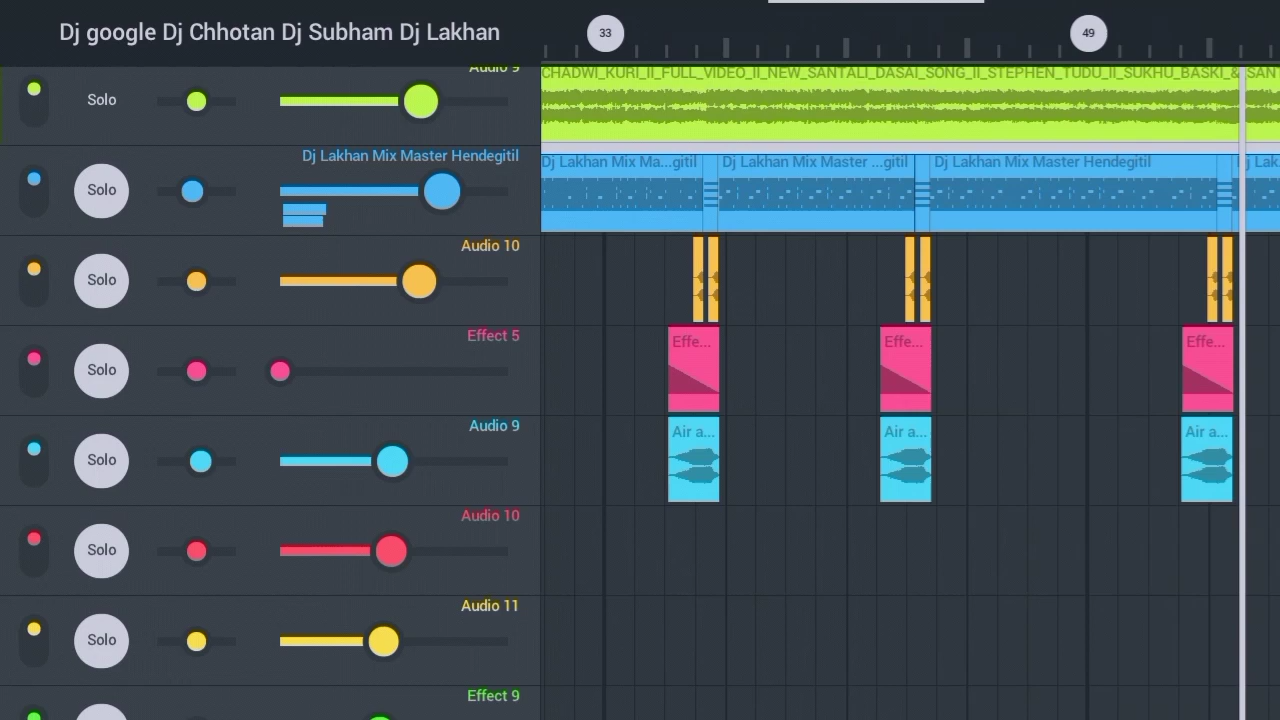 Dj google Dj Chhotan Dj Subham Dj Lakhan
33
49
Audio 9
Solo
CHADWI_KURI_II_FULL_VIDEO_II_NEW_SANTALI_DASAI_SONG_II_STEPHEN_TUDU_II_SUKHU_BASKI_& SAN
Dj Lakhan Mix Master Hendegitil
Solo
Dj Lakhan Mix Ma...gitil
Dj Lakhan Mix Master ...gitil
Dj Lakhan Mix Master Hendegitil
Dj Lak
Audio 10
Solo
Effect 5
Solo
Effe...
Effe...
Effe...
Audio 9
Solo
Air a...
Air a...
Air a...
Audio 10
Solo
Audio 11
Solo
Effect 9